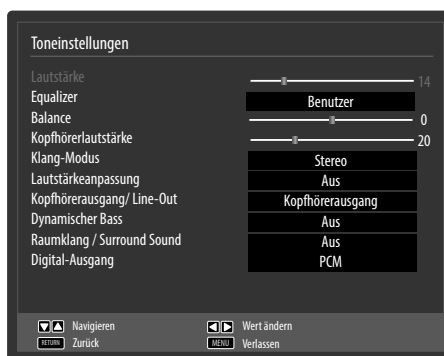 Toneinstellungen
Lautstärke 14
Equalizer Benutzer
Balance 0
Kopfhörerlautstärke 20
Klang-Modus Stereo
Lautstärkeanpassung Aus
Kopfhörerausgang/ Line-Out Kopfhörerausgang
Dynamischer Bass Aus
Raumklang / Surround Sound Aus
Digital-Ausgang PCM
Navigieren Wert ändern
RETURN Zurück MENU Verlassen